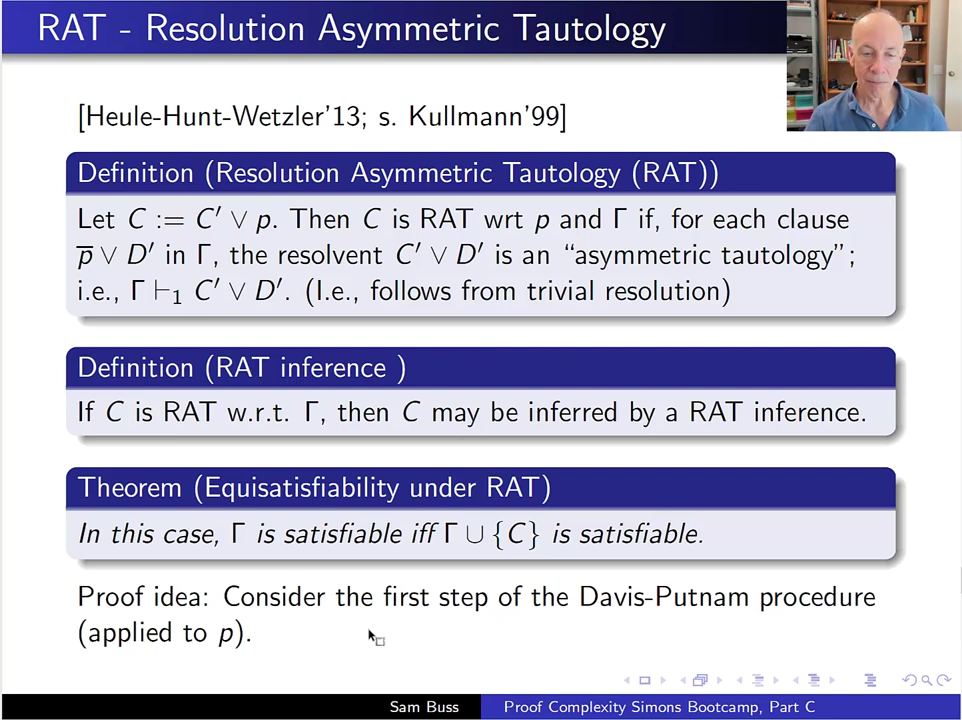 RAT - Resolution Asymmetric Tautology
[Heule-Hunt-Wetzler'13; s. Kullmann'99]
Definition (Resolution Asymmetric Tautology (RAT))
Let C := C′ ∨ p. Then C is RAT wrt p and Γ if, for each clause
p̅ ∨ D′ in Γ, the resolvent C′ ∨ D′ is an “asymmetric tautology”;
i.e., Γ ⊢₁ C′ ∨ D′. (I.e., follows from trivial resolution)
Definition (RAT inference )
If C is RAT w.r.t. Γ, then C may be inferred by a RAT inference.
Theorem (Equisatisfiability under RAT)
In this case, Γ is satisfiable iff Γ ∪ {C} is satisfiable.
Proof idea: Consider the first step of the Davis-Putnam procedure
(applied to p).
Sam Buss
Proof Complexity Simons Bootcamp, Part C